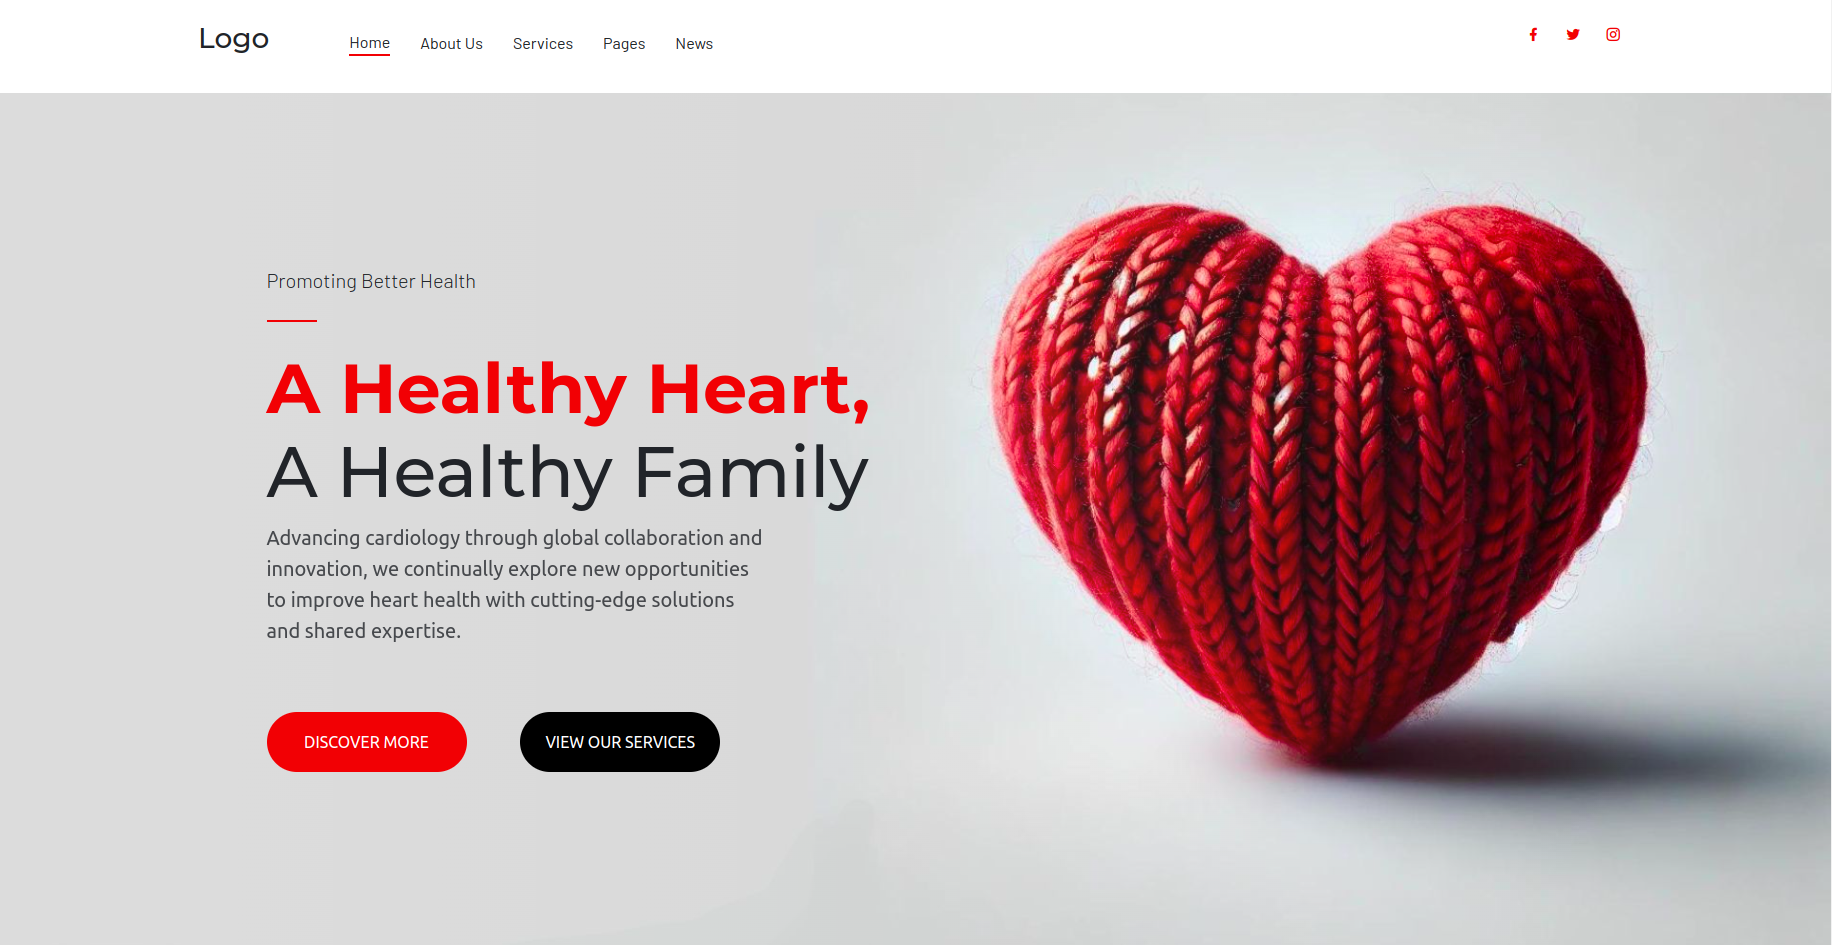 Logo
Home About Us Services Pages News
Promoting Better Health
A Healthy Heart,
A Healthy Family
Advancing cardiology through global collaboration and
innovation, we continually explore new opportunities
to improve heart health with cutting-edge solutions
and shared expertise.
DISCOVER MORE VIEW OUR SERVICES